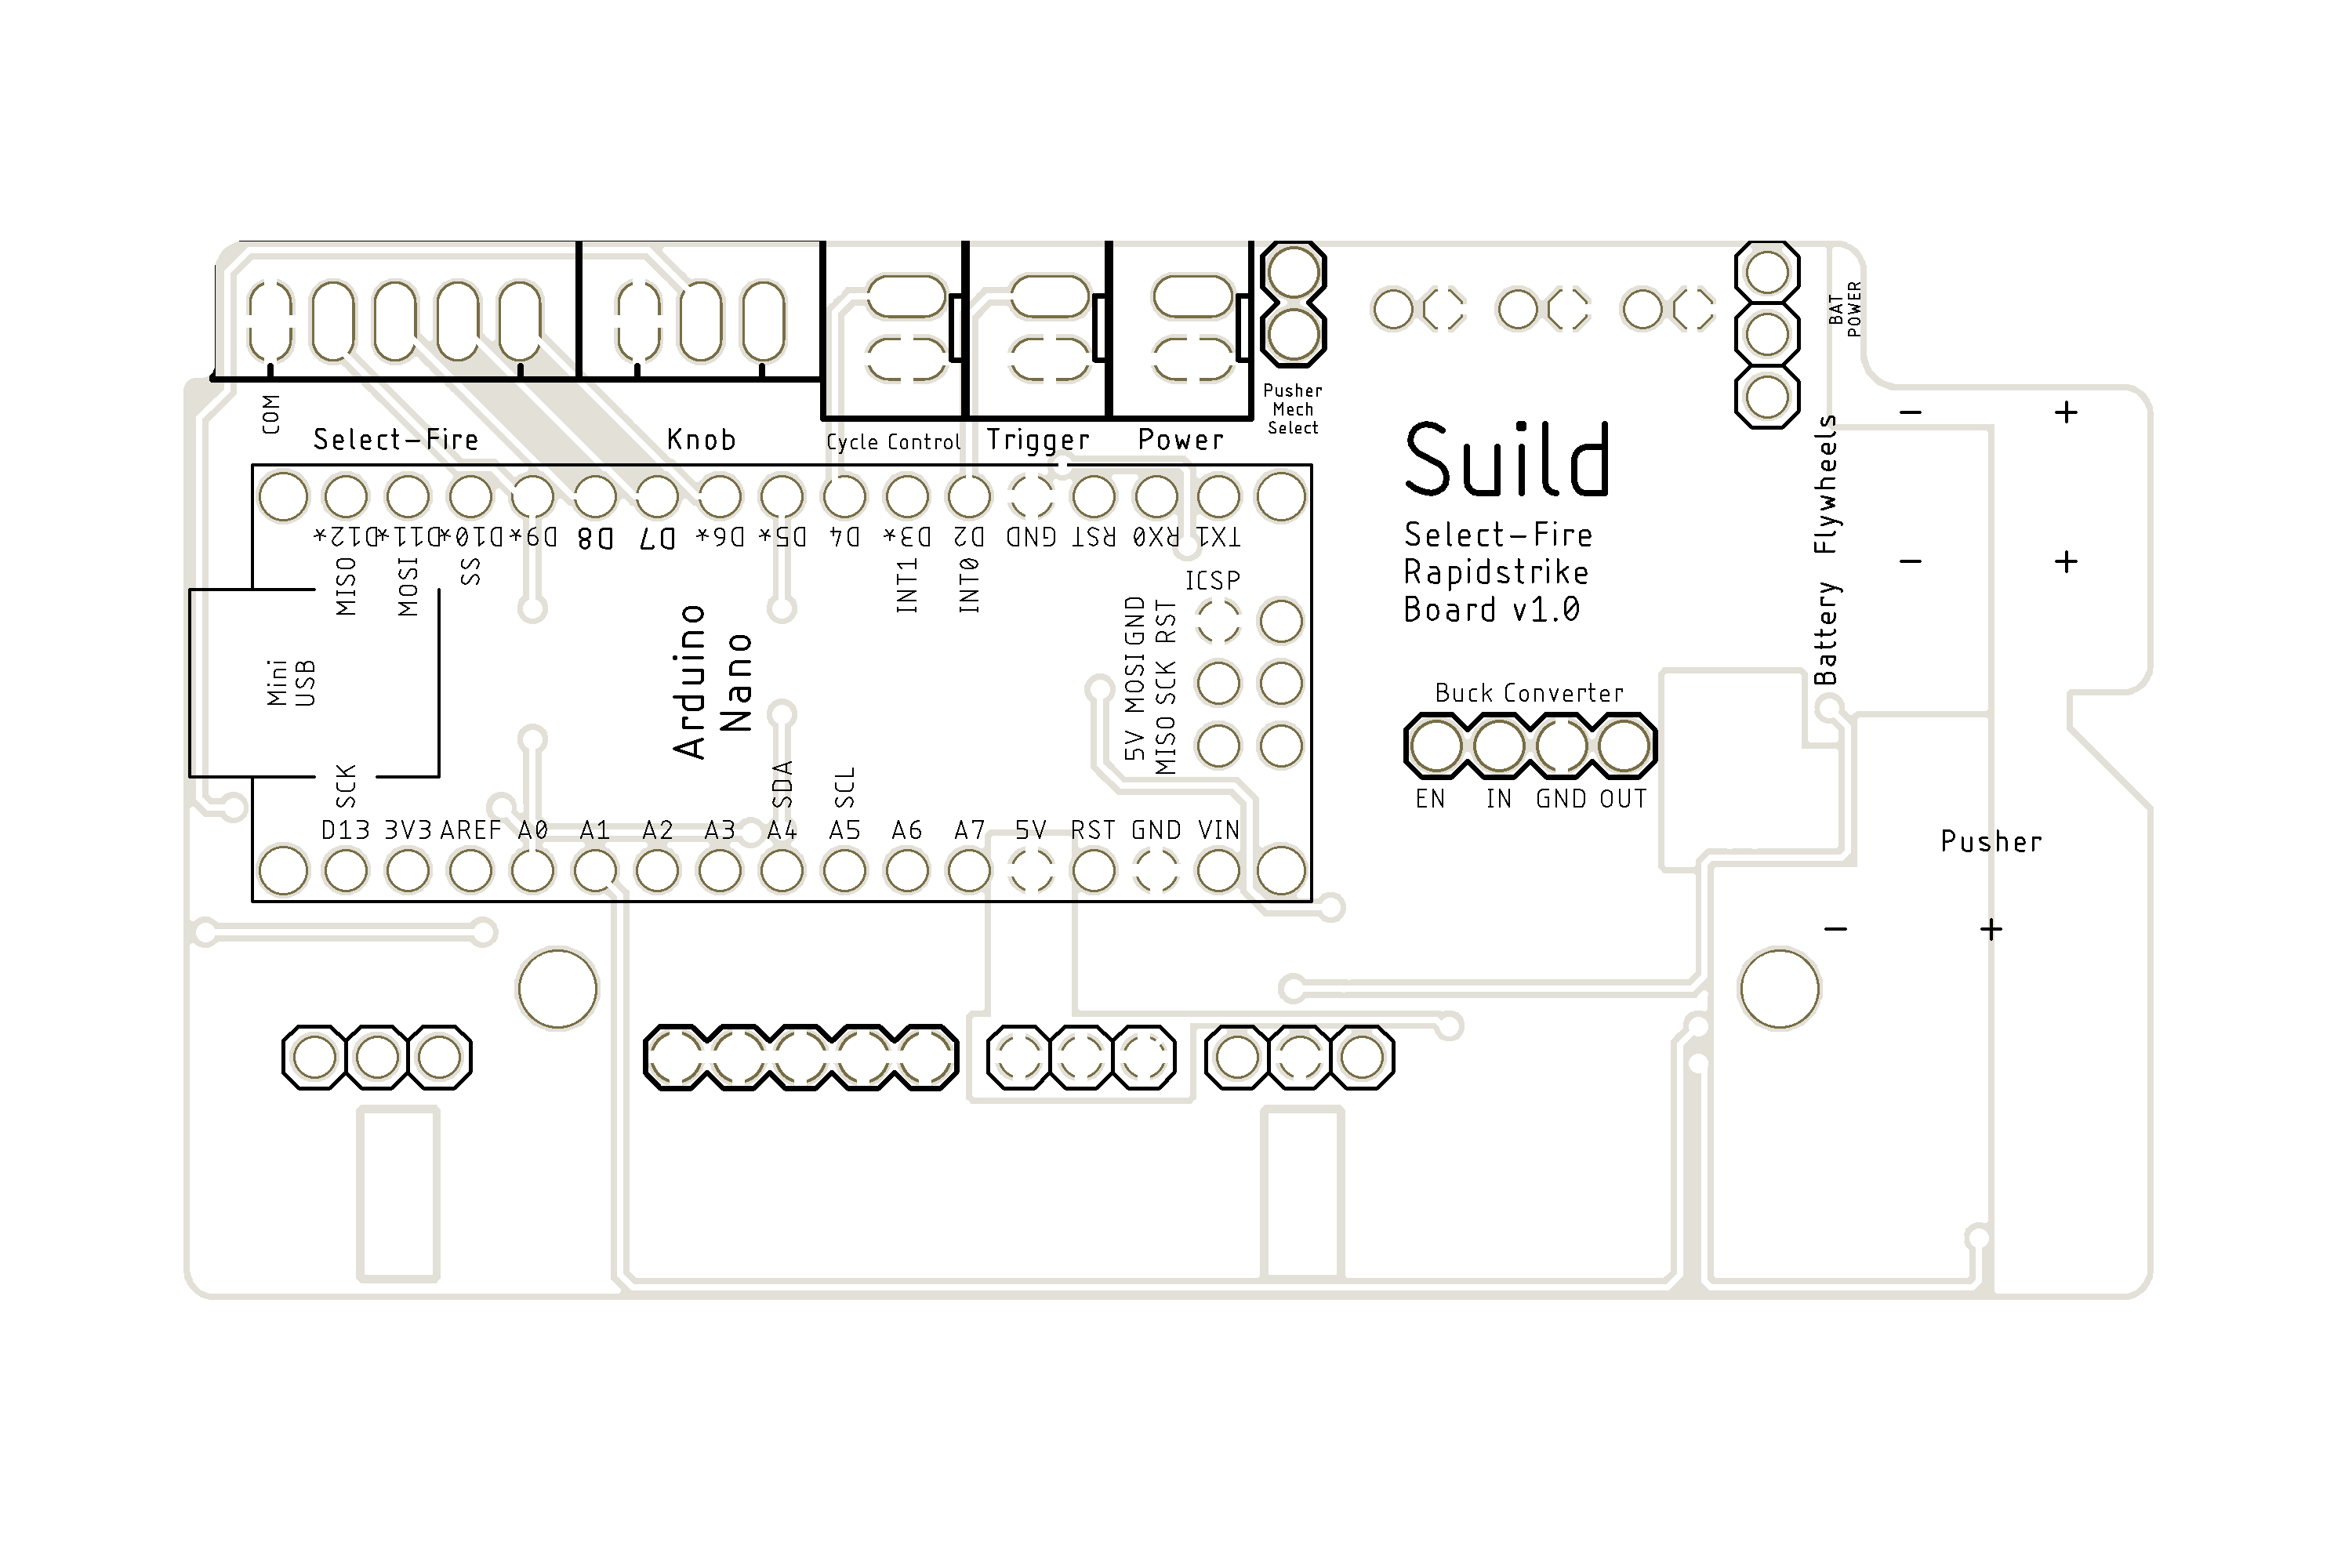 BAT
POWER
Pusher
Mech
Select
COM
Select-Fire
Knob
Cycle Control
Trigger
Power
Suild
Select-Fire
Rapidstrike
Board v1.0
Battery Flywheels
- +
- +
*D12
*D11
*D10
*D9
D8
D7
*D6
*D5
D4
*D3
D2
GND
RST
RX0
TX1
MISO
MOSI
SS
INT1
INT0
ICSP
5V MOSI GND
MISO SCK RST
Mini
USB
Arduino
Nano
Buck Converter
EN IN GND OUT
SCK
SDA
SCL
D13 3V3 AREF A0 A1 A2 A3 A4 A5 A6 A7 5V RST GND VIN
Pusher
- +